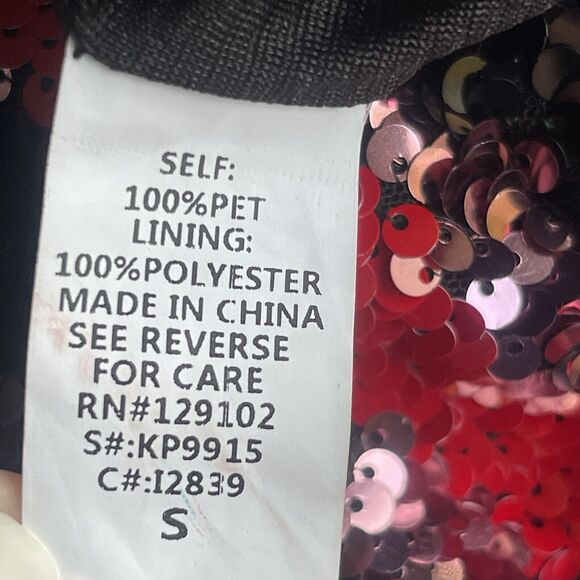 SELF:
100%PET
LINING:
100%POLYESTER
MADE IN CHINA
SEE REVERSE
FOR CARE
RN#129102
S#:KP9915
C#:I2839
S